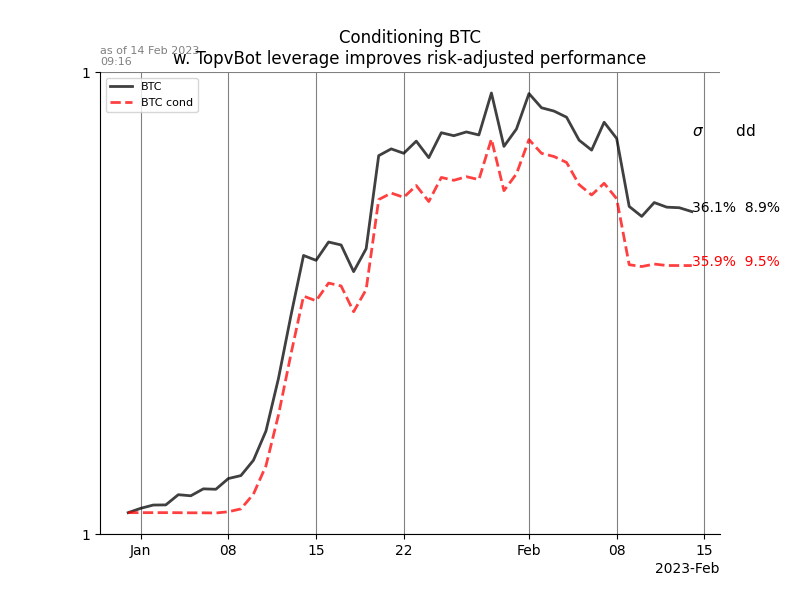 Conditioning BTC
as of 14 Feb 2023
09:16
w. TopvBot leverage improves risk-adjusted performance
1
BTC
BTC cond
σ dd
36.1% 8.9%
35.9% 9.5%
1
Jan 08 15 22 Feb 08 15
2023-Feb